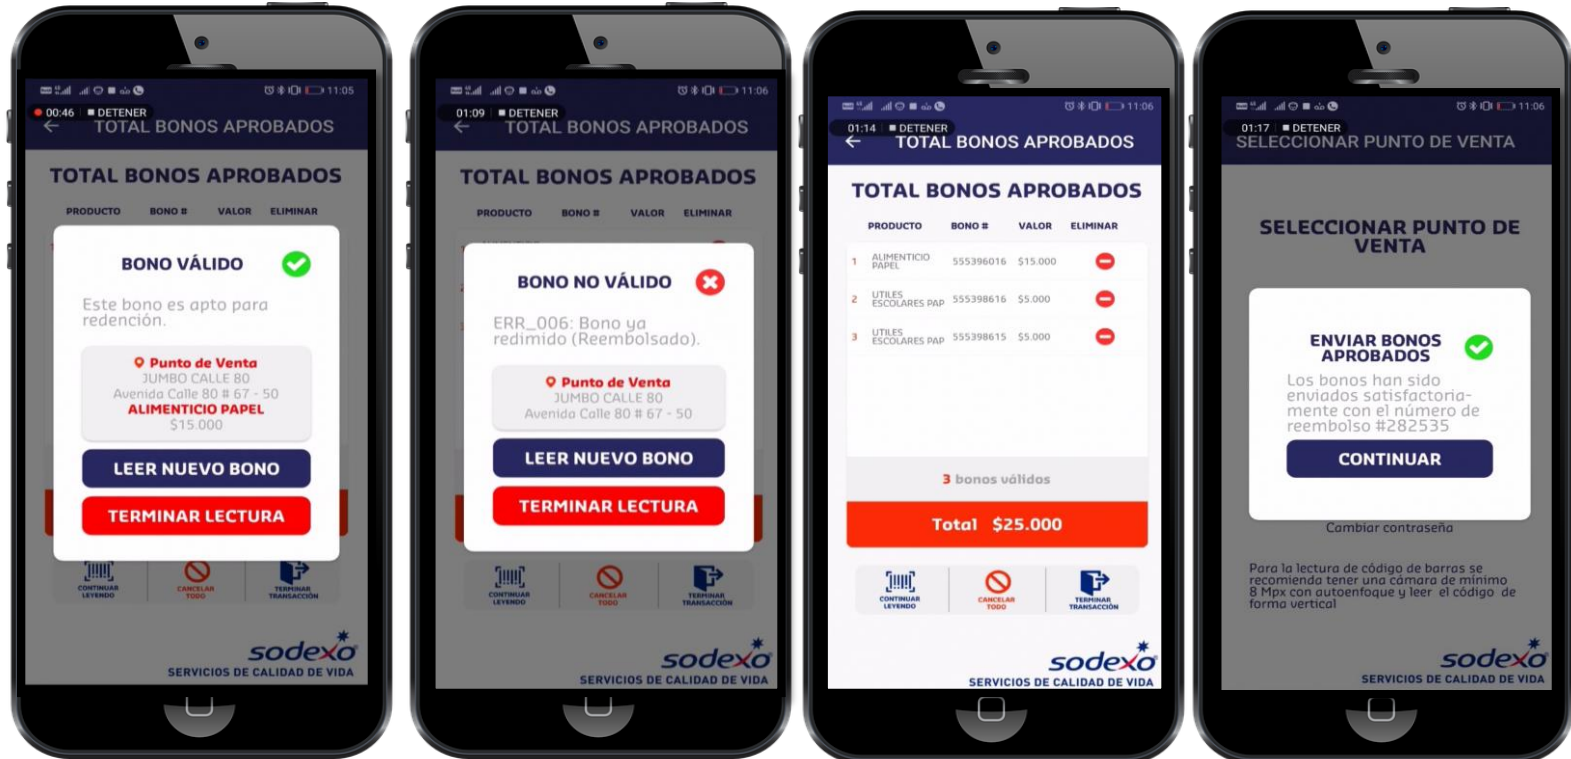 11:05
00:46 DETENER
TOTAL BONOS APROBADOS
TOTAL BONOS APROBADOS
PRODUCTO BONO # VALOR ELIMINAR
BONO VÁLIDO
Este bono es apto para
redención.
Punto de Venta
JUMBO CALLE 80
Avenida Calle 80 # 67 - 50
ALIMENTICIO PAPEL
$15.000
LEER NUEVO BONO
TERMINAR LECTURA
CONTINUAR
LEYENDO
CANCELAR
TODO
TERMINAR
TRANSACCIÓN
sodexo
SERVICIOS DE CALIDAD DE VIDA
11:06
01:09 DETENER
TOTAL BONOS APROBADOS
TOTAL BONOS APROBADOS
PRODUCTO BONO # VALOR ELIMINAR
BONO NO VÁLIDO
ERR_006: Bono ya
redimido (Reembolsado).
Punto de Venta
JUMBO CALLE 80
Avenida Calle 80 # 67 - 50
LEER NUEVO BONO
TERMINAR LECTURA
CONTINUAR
LEYENDO
CANCELAR
TODO
TERMINAR
TRANSACCIÓN
sodexo
SERVICIOS DE CALIDAD DE VIDA
11:06
01:14 DETENER
TOTAL BONOS APROBADOS
TOTAL BONOS APROBADOS
PRODUCTO BONO # VALOR ELIMINAR
1 ALIMENTICIO PAPEL 555396016 $15.000
2 UTILES ESCOLARES PAP 555398616 $5.000
3 UTILES ESCOLARES PAP 555398615 $5.000
3 bonos válidos
Total $25.000
CONTINUAR
LEYENDO
CANCELAR
TODO
TERMINAR
TRANSACCIÓN
sodexo
SERVICIOS DE CALIDAD DE VIDA
11:06
01:17 DETENER
SELECCIONAR PUNTO DE VENTA
SELECCIONAR PUNTO DE
VENTA
ENVIAR BONOS
APROBADOS
Los bonos han sido
enviados satisfactoria-
mente con el número de
reembolso #282535
CONTINUAR
Cambiar contraseña
Para la lectura de código de barras se
recomienda tener una cámara de mínimo
8 Mpx con autoenfoque y leer el código de
forma vertical
sodexo
SERVICIOS DE CALIDAD DE VIDA